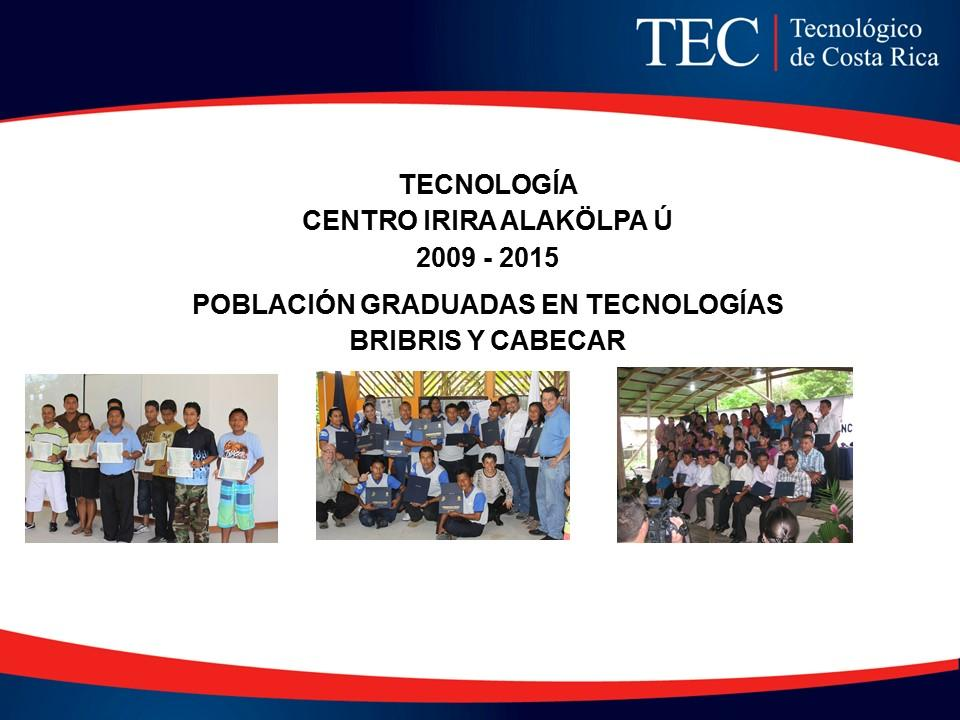 TEC | Tecnológico
de Costa Rica
TECNOLOGÍA
CENTRO IRIRA ALAKÖLPA Ú
2009 - 2015
POBLACIÓN GRADUADAS EN TECNOLOGÍAS
BRIBRIS Y CABECAR